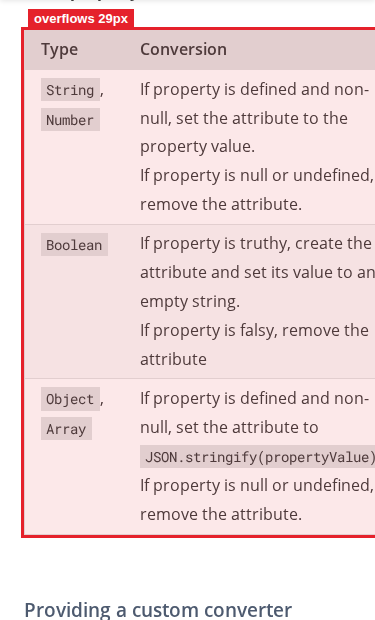 overflows 29px
Type Conversion
String, If property is defined and non-
Number null, set the attribute to the
property value.
If property is null or undefined,
remove the attribute.
Boolean If property is truthy, create the
attribute and set its value to an
empty string.
If property is falsy, remove the
attribute
Object, If property is defined and non-
Array null, set the attribute to
JSON.stringify(propertyValue)
If property is null or undefined,
remove the attribute.
Providing a custom converter